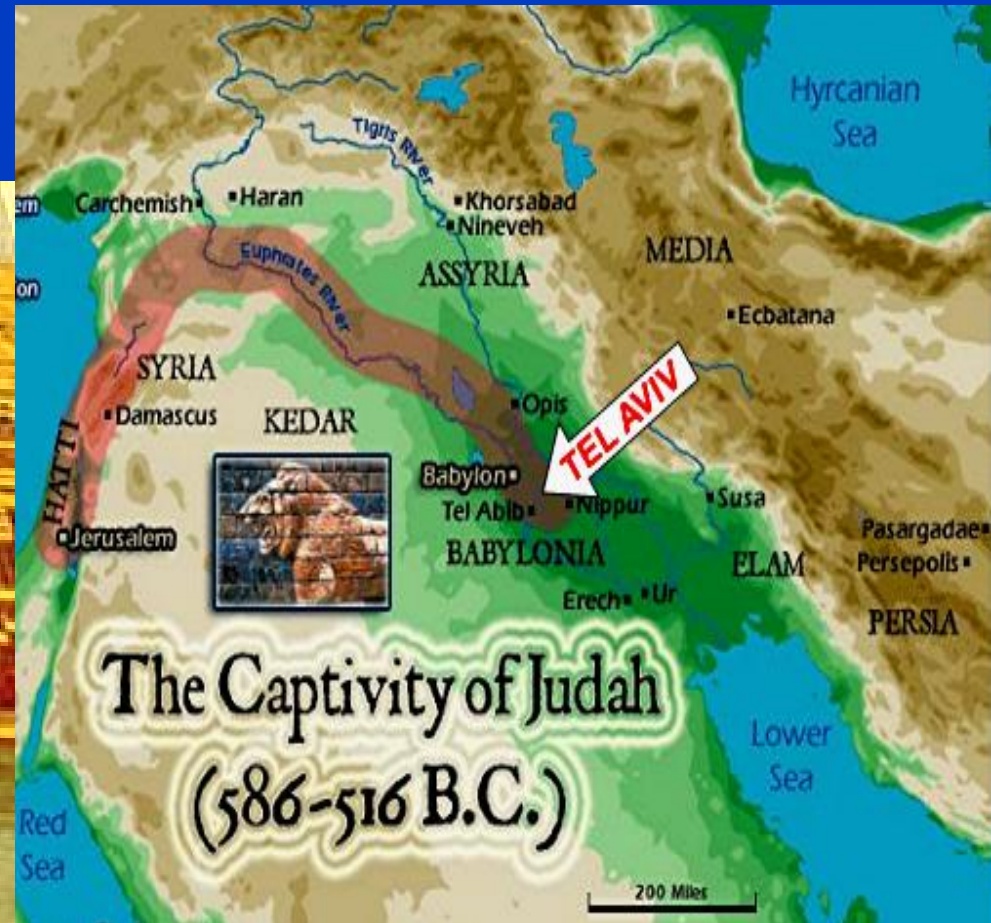 Hyrcanian
Sea
Tigris River
em
Carchemish
Haran
Khorsabad
Nineveh
MEDIA
Euphrates River
ASSYRIA
on
Ecbatana
SYRIA
Damascus
KEDAR
Opis
TEL AVIV
HATTI
Babylon
Tel Abib
Nippur
Susa
Jerusalem
BABYLONIA
ELAM
Pasargadae
Persepolis
Erech
Ur
PERSIA
The Captivity of Judah
(586-516 B.C.)
Lower
Sea
Red
Sea
200 Miles